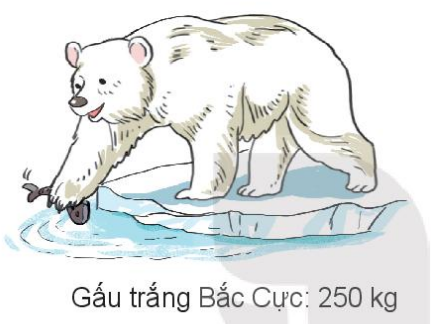 Gấu trắng Bắc Cực: 250 kg